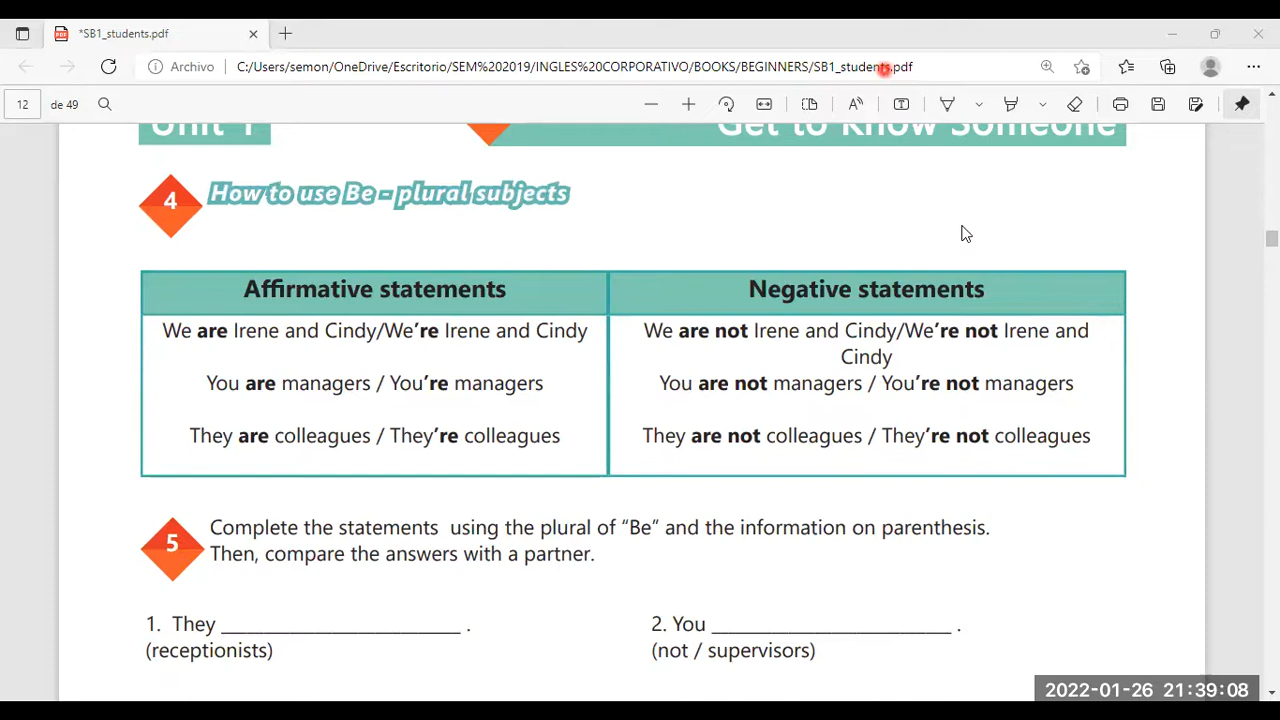 *SB1_students.pdf
Archivo
C:/Users/semon/OneDrive/Escritorio/SEM%202019/INGLES%20CORPORATIVO/BOOKS/BEGINNERS/SB1_students.pdf
12 de 49
Unit 1
Get to Know Someone
4
How to use Be - plural subjects
Affirmative statements
Negative statements
We are Irene and Cindy/We're Irene and Cindy
You are managers / You're managers
They are colleagues / They're colleagues
We are not Irene and Cindy/We're not Irene and
Cindy
You are not managers / You're not managers
They are not colleagues / They're not colleagues
5
Complete the statements using the plural of “Be” and the information on parenthesis.
Then, compare the answers with a partner.
1. They ________________________ .
(receptionists)
2. You ________________________ .
(not / supervisors)
2022-01-26 21:39:08